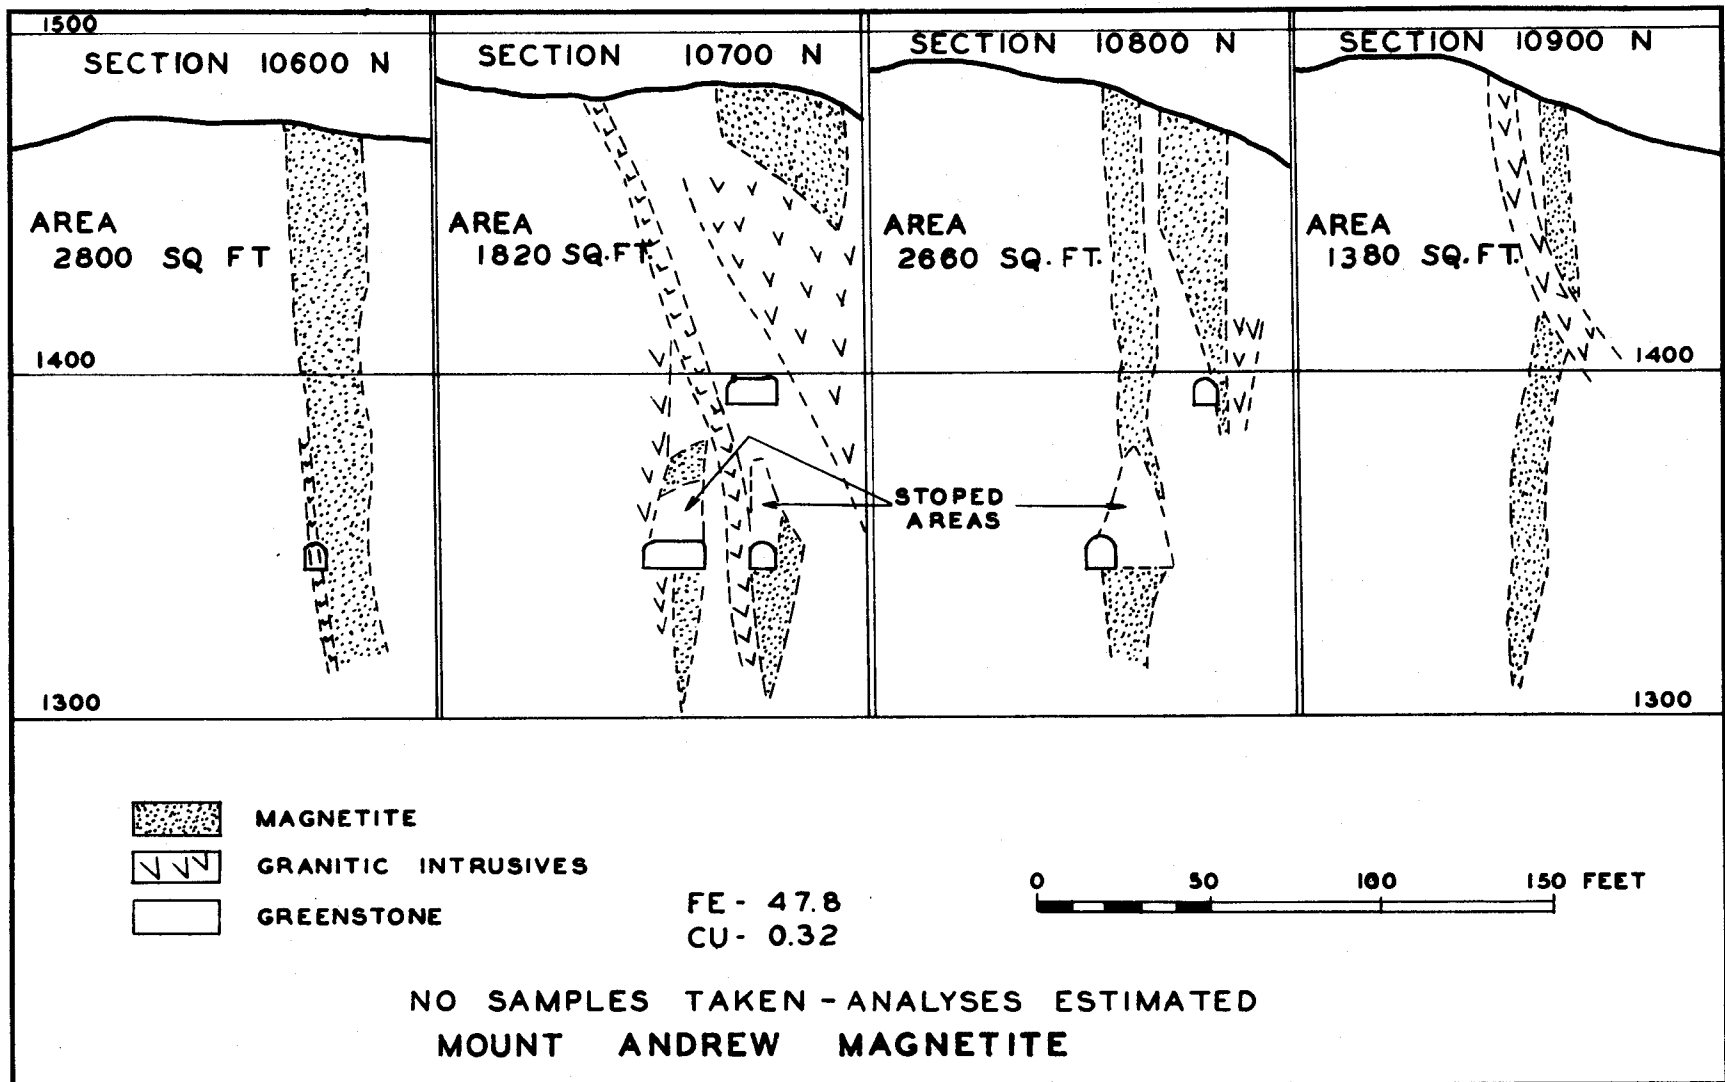 1500
SECTION 10600 N
SECTION 10700 N
SECTION 10800 N
SECTION 10900 N
AREA
2800 SQ FT
AREA
1820 SQ.FT.
AREA
2660 SQ.FT.
AREA
1380 SQ.FT.
1400
1400
STOPED
AREAS
1300
1300
MAGNETITE
GRANITIC INTRUSIVES
GREENSTONE
FE - 47.8
CU - 0.32
0 50 100 150 FEET
NO SAMPLES TAKEN - ANALYSES ESTIMATED
MOUNT ANDREW MAGNETITE